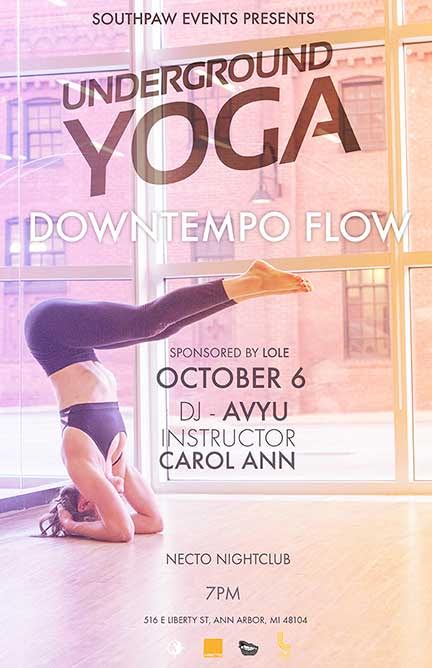 SOUTHPAW EVENTS PRESENTS
UNDERGROUND
YOGA
DOWNTEMPO FLOW
SPONSORED BY LOLE
OCTOBER 6
DJ - AVYU
INSTRUCTOR
CAROL ANN
NECTO NIGHTCLUB
7PM
516 E LIBERTY ST, ANN ARBOR, MI 48104